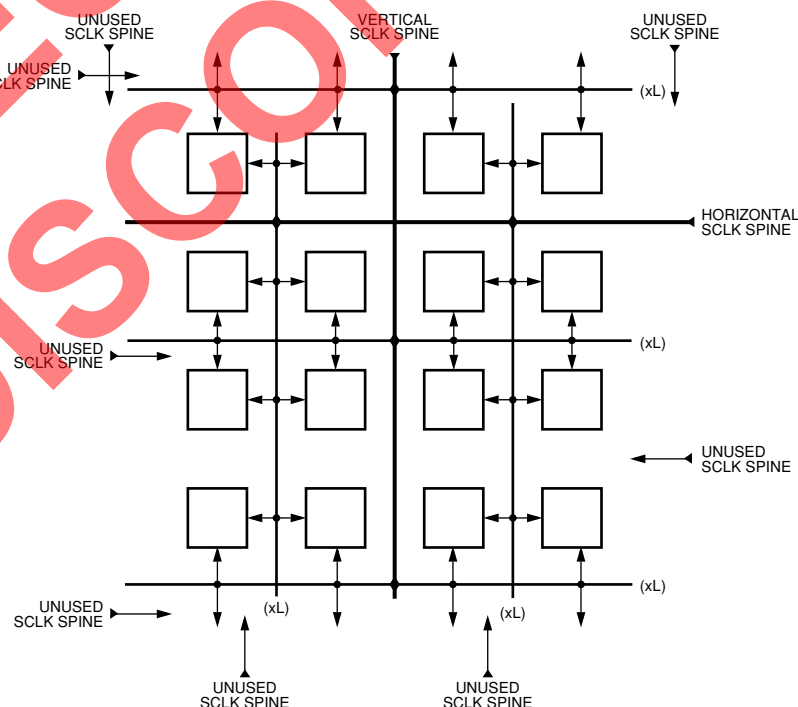 UNUSED
SCLK SPINE
VERTICAL
SCLK SPINE
UNUSED
SCLK SPINE
UNUSED
CLK SPINE
(xL)
HORIZONTAL
SCLK SPINE
UNUSED
SCLK SPINE
(xL)
UNUSED
SCLK SPINE
UNUSED
SCLK SPINE
(xL)
(xL)
(xL)
UNUSED
SCLK SPINE
UNUSED
SCLK SPINE
DISCO